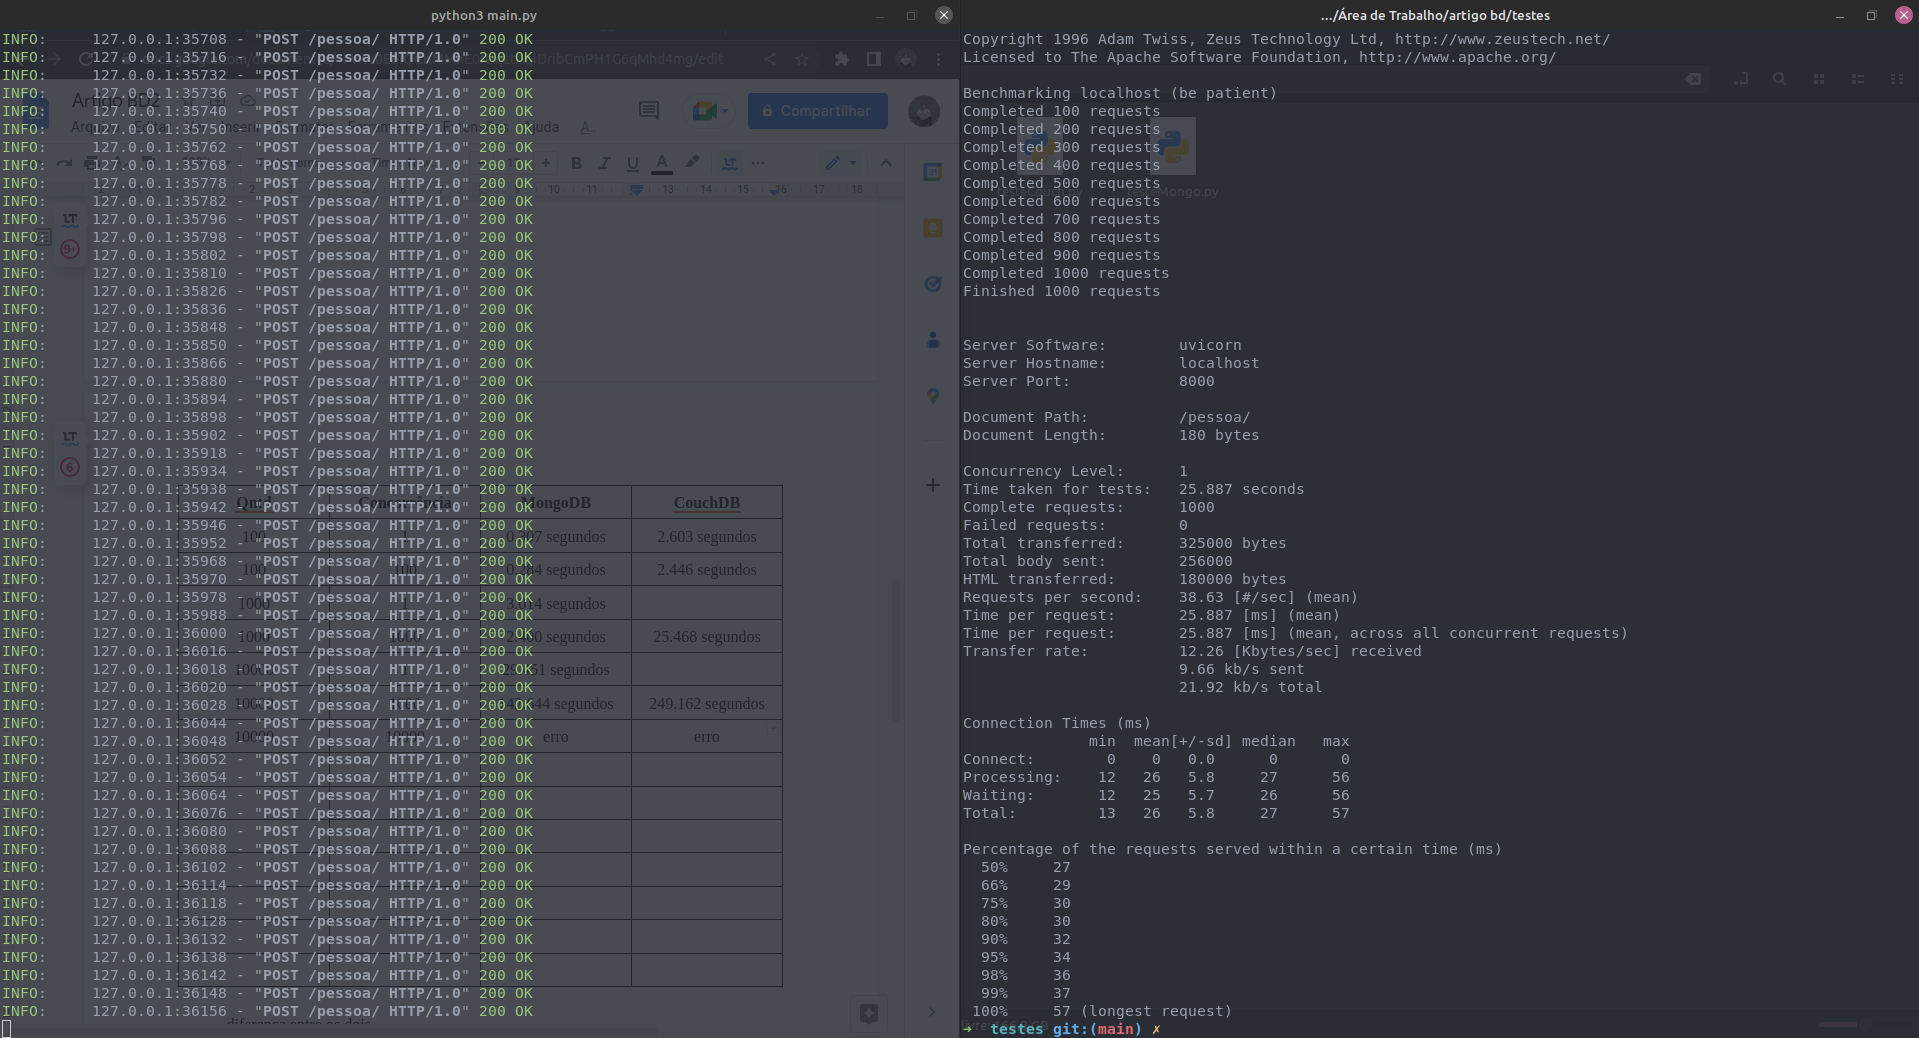 python3 main.py
INFO: 127.0.0.1:35708 - "POST /pessoa/ HTTP/1.0" 200 OK
INFO: 127.0.0.1:35716 - "POST /pessoa/ HTTP/1.0" 200 OK
INFO: 127.0.0.1:35732 - "POST /pessoa/ HTTP/1.0" 200 OK
INFO: 127.0.0.1:35736 - "POST /pessoa/ HTTP/1.0" 200 OK
INFO: 127.0.0.1:35740 - "POST /pessoa/ HTTP/1.0" 200 OK
INFO: 127.0.0.1:35750 - "POST /pessoa/ HTTP/1.0" 200 OK
INFO: 127.0.0.1:35762 - "POST /pessoa/ HTTP/1.0" 200 OK
INFO: 127.0.0.1:35768 - "POST /pessoa/ HTTP/1.0" 200 OK
INFO: 127.0.0.1:35778 - "POST /pessoa/ HTTP/1.0" 200 OK
INFO: 127.0.0.1:35782 - "POST /pessoa/ HTTP/1.0" 200 OK
INFO: 127.0.0.1:35796 - "POST /pessoa/ HTTP/1.0" 200 OK
INFO: 127.0.0.1:35798 - "POST /pessoa/ HTTP/1.0" 200 OK
INFO: 127.0.0.1:35802 - "POST /pessoa/ HTTP/1.0" 200 OK
INFO: 127.0.0.1:35810 - "POST /pessoa/ HTTP/1.0" 200 OK
INFO: 127.0.0.1:35826 - "POST /pessoa/ HTTP/1.0" 200 OK
INFO: 127.0.0.1:35836 - "POST /pessoa/ HTTP/1.0" 200 OK
INFO: 127.0.0.1:35848 - "POST /pessoa/ HTTP/1.0" 200 OK
INFO: 127.0.0.1:35850 - "POST /pessoa/ HTTP/1.0" 200 OK
INFO: 127.0.0.1:35866 - "POST /pessoa/ HTTP/1.0" 200 OK
INFO: 127.0.0.1:35880 - "POST /pessoa/ HTTP/1.0" 200 OK
INFO: 127.0.0.1:35894 - "POST /pessoa/ HTTP/1.0" 200 OK
INFO: 127.0.0.1:35898 - "POST /pessoa/ HTTP/1.0" 200 OK
INFO: 127.0.0.1:35902 - "POST /pessoa/ HTTP/1.0" 200 OK
INFO: 127.0.0.1:35918 - "POST /pessoa/ HTTP/1.0" 200 OK
INFO: 127.0.0.1:35934 - "POST /pessoa/ HTTP/1.0" 200 OK
INFO: 127.0.0.1:35938 - "POST /pessoa/ HTTP/1.0" 200 OK
INFO: 127.0.0.1:35942 - "POST /pessoa/ HTTP/1.0" 200 OK
INFO: 127.0.0.1:35946 - "POST /pessoa/ HTTP/1.0" 200 OK
INFO: 127.0.0.1:35952 - "POST /pessoa/ HTTP/1.0" 200 OK
INFO: 127.0.0.1:35968 - "POST /pessoa/ HTTP/1.0" 200 OK
INFO: 127.0.0.1:35970 - "POST /pessoa/ HTTP/1.0" 200 OK
INFO: 127.0.0.1:35978 - "POST /pessoa/ HTTP/1.0" 200 OK
INFO: 127.0.0.1:35988 - "POST /pessoa/ HTTP/1.0" 200 OK
INFO: 127.0.0.1:36000 - "POST /pessoa/ HTTP/1.0" 200 OK
INFO: 127.0.0.1:36016 - "POST /pessoa/ HTTP/1.0" 200 OK
INFO: 127.0.0.1:36018 - "POST /pessoa/ HTTP/1.0" 200 OK
INFO: 127.0.0.1:36020 - "POST /pessoa/ HTTP/1.0" 200 OK
INFO: 127.0.0.1:36028 - "POST /pessoa/ HTTP/1.0" 200 OK
INFO: 127.0.0.1:36044 - "POST /pessoa/ HTTP/1.0" 200 OK
INFO: 127.0.0.1:36048 - "POST /pessoa/ HTTP/1.0" 200 OK
INFO: 127.0.0.1:36052 - "POST /pessoa/ HTTP/1.0" 200 OK
INFO: 127.0.0.1:36054 - "POST /pessoa/ HTTP/1.0" 200 OK
INFO: 127.0.0.1:36064 - "POST /pessoa/ HTTP/1.0" 200 OK
INFO: 127.0.0.1:36076 - "POST /pessoa/ HTTP/1.0" 200 OK
INFO: 127.0.0.1:36080 - "POST /pessoa/ HTTP/1.0" 200 OK
INFO: 127.0.0.1:36088 - "POST /pessoa/ HTTP/1.0" 200 OK
INFO: 127.0.0.1:36102 - "POST /pessoa/ HTTP/1.0" 200 OK
INFO: 127.0.0.1:36114 - "POST /pessoa/ HTTP/1.0" 200 OK
INFO: 127.0.0.1:36118 - "POST /pessoa/ HTTP/1.0" 200 OK
INFO: 127.0.0.1:36128 - "POST /pessoa/ HTTP/1.0" 200 OK
INFO: 127.0.0.1:36132 - "POST /pessoa/ HTTP/1.0" 200 OK
INFO: 127.0.0.1:36138 - "POST /pessoa/ HTTP/1.0" 200 OK
INFO: 127.0.0.1:36142 - "POST /pessoa/ HTTP/1.0" 200 OK
INFO: 127.0.0.1:36148 - "POST /pessoa/ HTTP/1.0" 200 OK
INFO: 127.0.0.1:36156 - "POST /pessoa/ HTTP/1.0" 200 OK
Artigo BD2
Compartilhar
10 11 13 14 15 16 17 18
MongoDB CouchDB
segundos 2.603 segundos
segundos 2.446 segundos
segundos
segundos 25.468 segundos
segundos
segundos 249.162 segundos
erro erro
diferença entre os dois
.../Área de Trabalho/artigo bd/testes
Copyright 1996 Adam Twiss, Zeus Technology Ltd, http://www.zeustech.net/
Licensed to The Apache Software Foundation, http://www.apache.org/
Benchmarking localhost (be patient)
Completed 100 requests
Completed 200 requests
Completed 300 requests
Completed 400 requests
Completed 500 requests
Completed 600 requests
Completed 700 requests
Completed 800 requests
Completed 900 requests
Completed 1000 requests
Finished 1000 requests
Server Software: uvicorn
Server Hostname: localhost
Server Port: 8000
Document Path: /pessoa/
Document Length: 180 bytes
Concurrency Level: 1
Time taken for tests: 25.887 seconds
Complete requests: 1000
Failed requests: 0
Total transferred: 325000 bytes
Total body sent: 256000
HTML transferred: 180000 bytes
Requests per second: 38.63 [#/sec] (mean)
Time per request: 25.887 [ms] (mean)
Time per request: 25.887 [ms] (mean, across all concurrent requests)
Transfer rate: 12.26 [Kbytes/sec] received
9.66 kb/s sent
21.92 kb/s total
Connection Times (ms)
min mean[+/-sd] median max
Connect: 0 0 0.0 0 0
Processing: 12 26 5.8 27 56
Waiting: 12 25 5.7 26 56
Total: 13 26 5.8 27 57
Percentage of the requests served within a certain time (ms)
50% 27
66% 29
75% 30
80% 30
90% 32
95% 34
98% 36
99% 37
100% 57 (longest request)
➜ testes git:(main) ✗